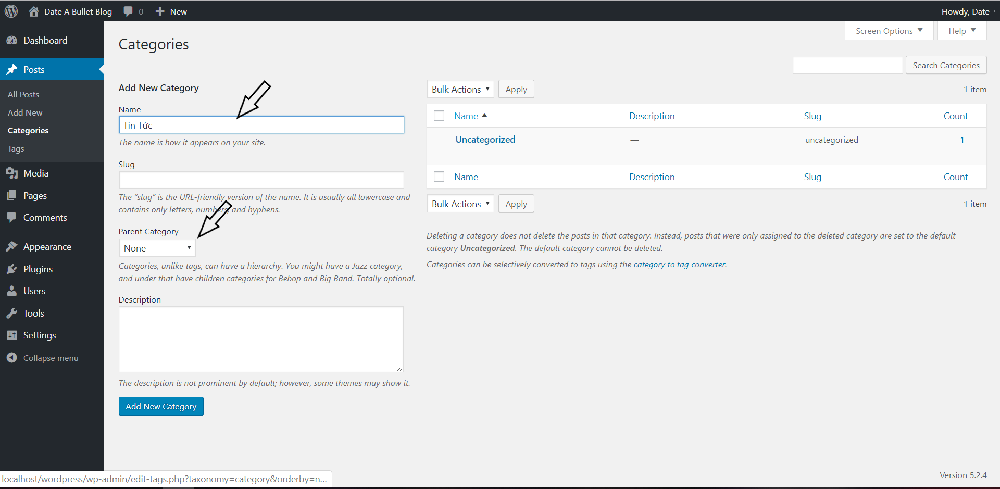 Date A Bullet Blog 0 New Howdy, Date
Dashboard
Posts
All Posts
Add New
Categories
Tags
Media
Pages
Comments
Appearance
Plugins
Users
Tools
Settings
Collapse menu
Screen Options Help
Categories
Search Categories
Add New Category
Name
Tin Tức
The name is how it appears on your site.
Slug
The “slug” is the URL-friendly version of the name. It is usually all lowercase and
contains only letters, numbers, and hyphens.
Parent Category
None
Categories, unlike tags, can have a hierarchy. You might have a Jazz category,
and under that have children categories for Bebop and Big Band. Totally optional.
Description
The description is not prominent by default; however, some themes may show it.
Add New Category
Bulk Actions Apply 1 item
Name Description Slug Count
Uncategorized — uncategorized 1
Name Description Slug Count
Bulk Actions Apply 1 item
Deleting a category does not delete the posts in that category. Instead, posts that were only assigned to the deleted category are set to the default
category Uncategorized. The default category cannot be deleted.
Categories can be selectively converted to tags using the category to tag converter.
localhost/wordpress/wp-admin/edit-tags.php?taxonomy=category&orderby=n...
Version 5.2.4